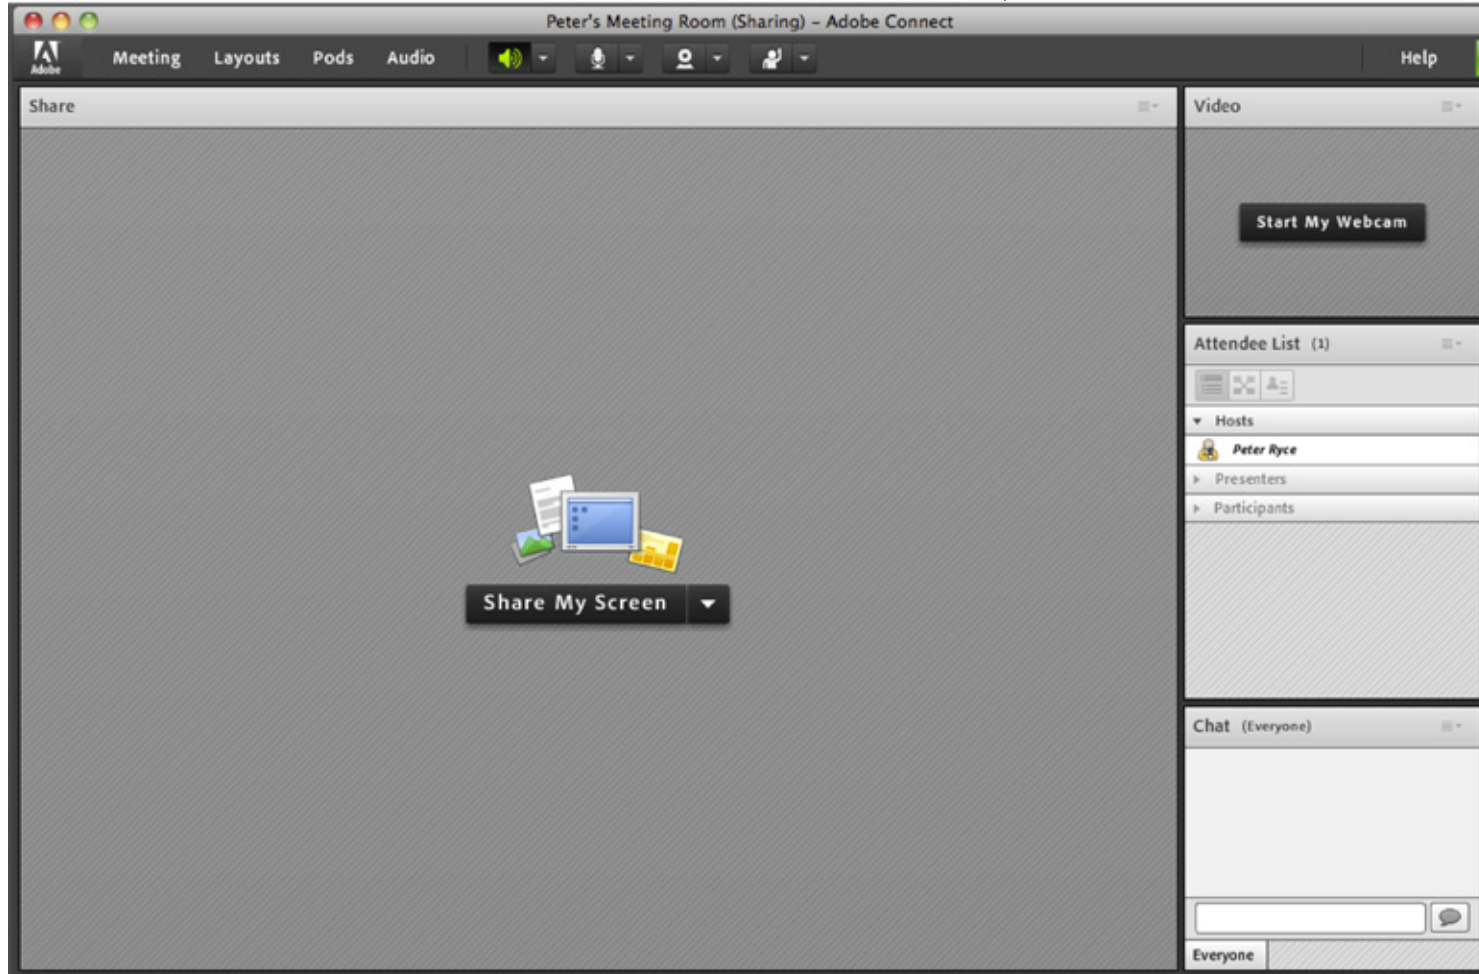 Peter's Meeting Room (Sharing) – Adobe Connect
Adobe Meeting Layouts Pods Audio Help
Share
Video
Start My Webcam
Attendee List (1)
Hosts
Peter Ryce
Presenters
Participants
Share My Screen
Chat (Everyone)
Everyone